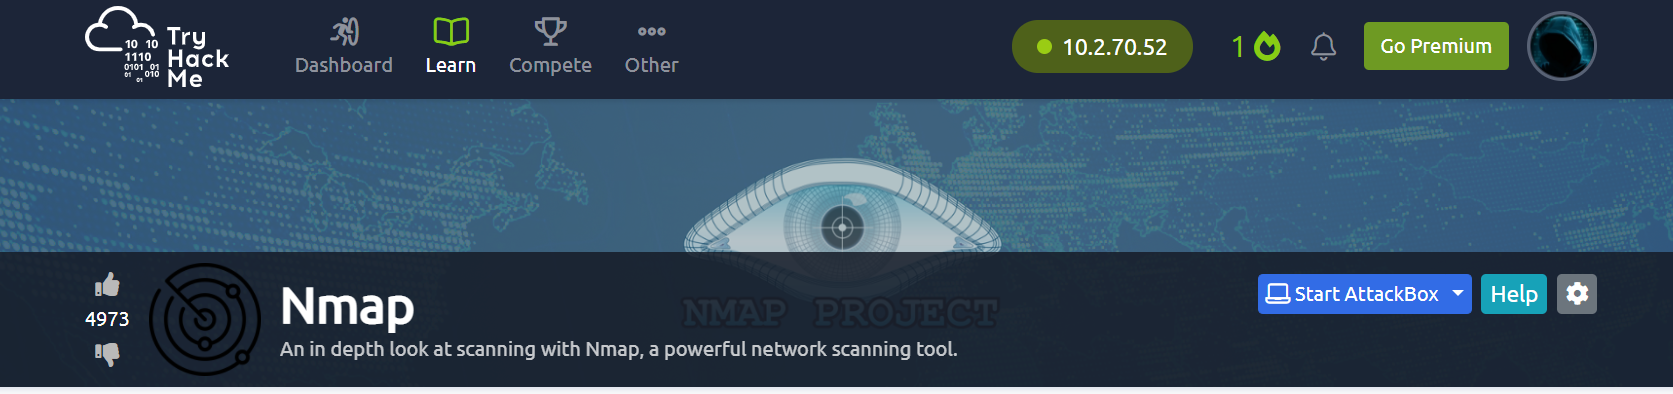 Try
Hack
Me
10 10
1110
0101 01
01 010
01
Dashboard
Learn
Compete
Other
10.2.70.52
1
Go Premium
4973
Nmap
An in depth look at scanning with Nmap, a powerful network scanning tool.
NMAP PROJECT
Start AttackBox
Help